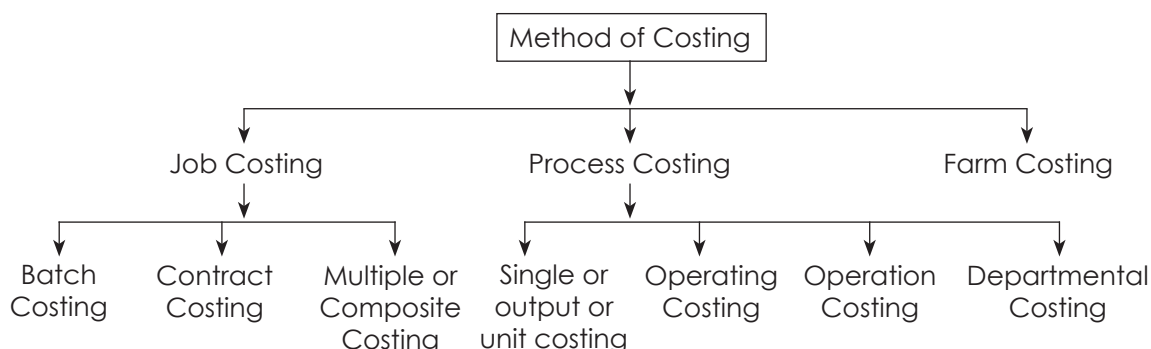 Method of Costing
Job Costing
Process Costing
Farm Costing
Batch
Costing
Contract
Costing
Multiple or
Composite
Costing
Single or
output or
unit costing
Operating
Costing
Operation
Costing
Departmental
Costing